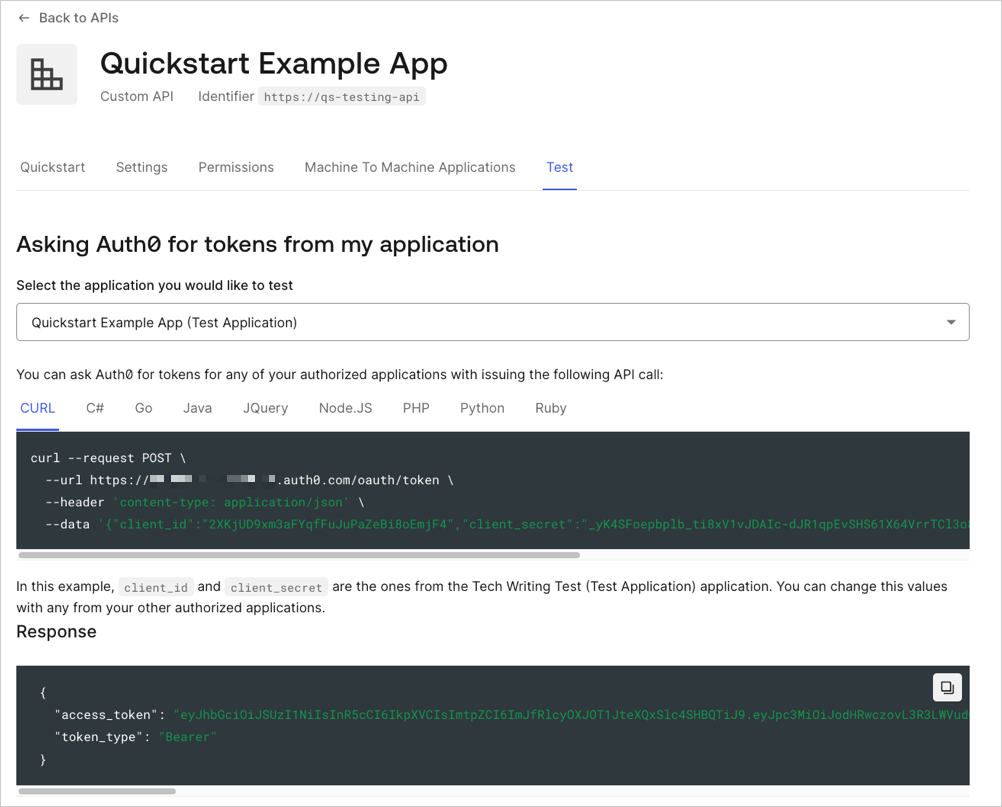 ← Back to APIs
Quickstart Example App
Custom API Identifier https://qs-testing-api
Quickstart Settings Permissions Machine To Machine Applications Test
Asking Auth0 for tokens from my application
Select the application you would like to test
Quickstart Example App (Test Application)
You can ask Auth0 for tokens for any of your authorized applications with issuing the following API call:
CURL C# Go Java JQuery Node.JS PHP Python Ruby
curl --request POST \
--url https:// .auth0.com/oauth/token \
--header 'content-type: application/json' \
--data '{"client_id":"2XKjUD9xm3aFYqfFuJuPaZeBi8oEmjF4","client_secret":"_yK4SFoepbplb_ti8xV1vJDAIc-dJR1qpEvSHS61X64VrrTCl3o
In this example, client_id and client_secret are the ones from the Tech Writing Test (Test Application) application. You can change this values
with any from your other authorized applications.
Response
{
"access_token": "eyJhbGciOiJSUzI1NiIsInR5cCI6IkpXVCIsImtpZCI6ImJfRlcyOXJOT1JteXQxSlc4SHBQTiJ9.eyJpc3MiOiJodHRwczovL3R3LWVud
"token_type": "Bearer"
}